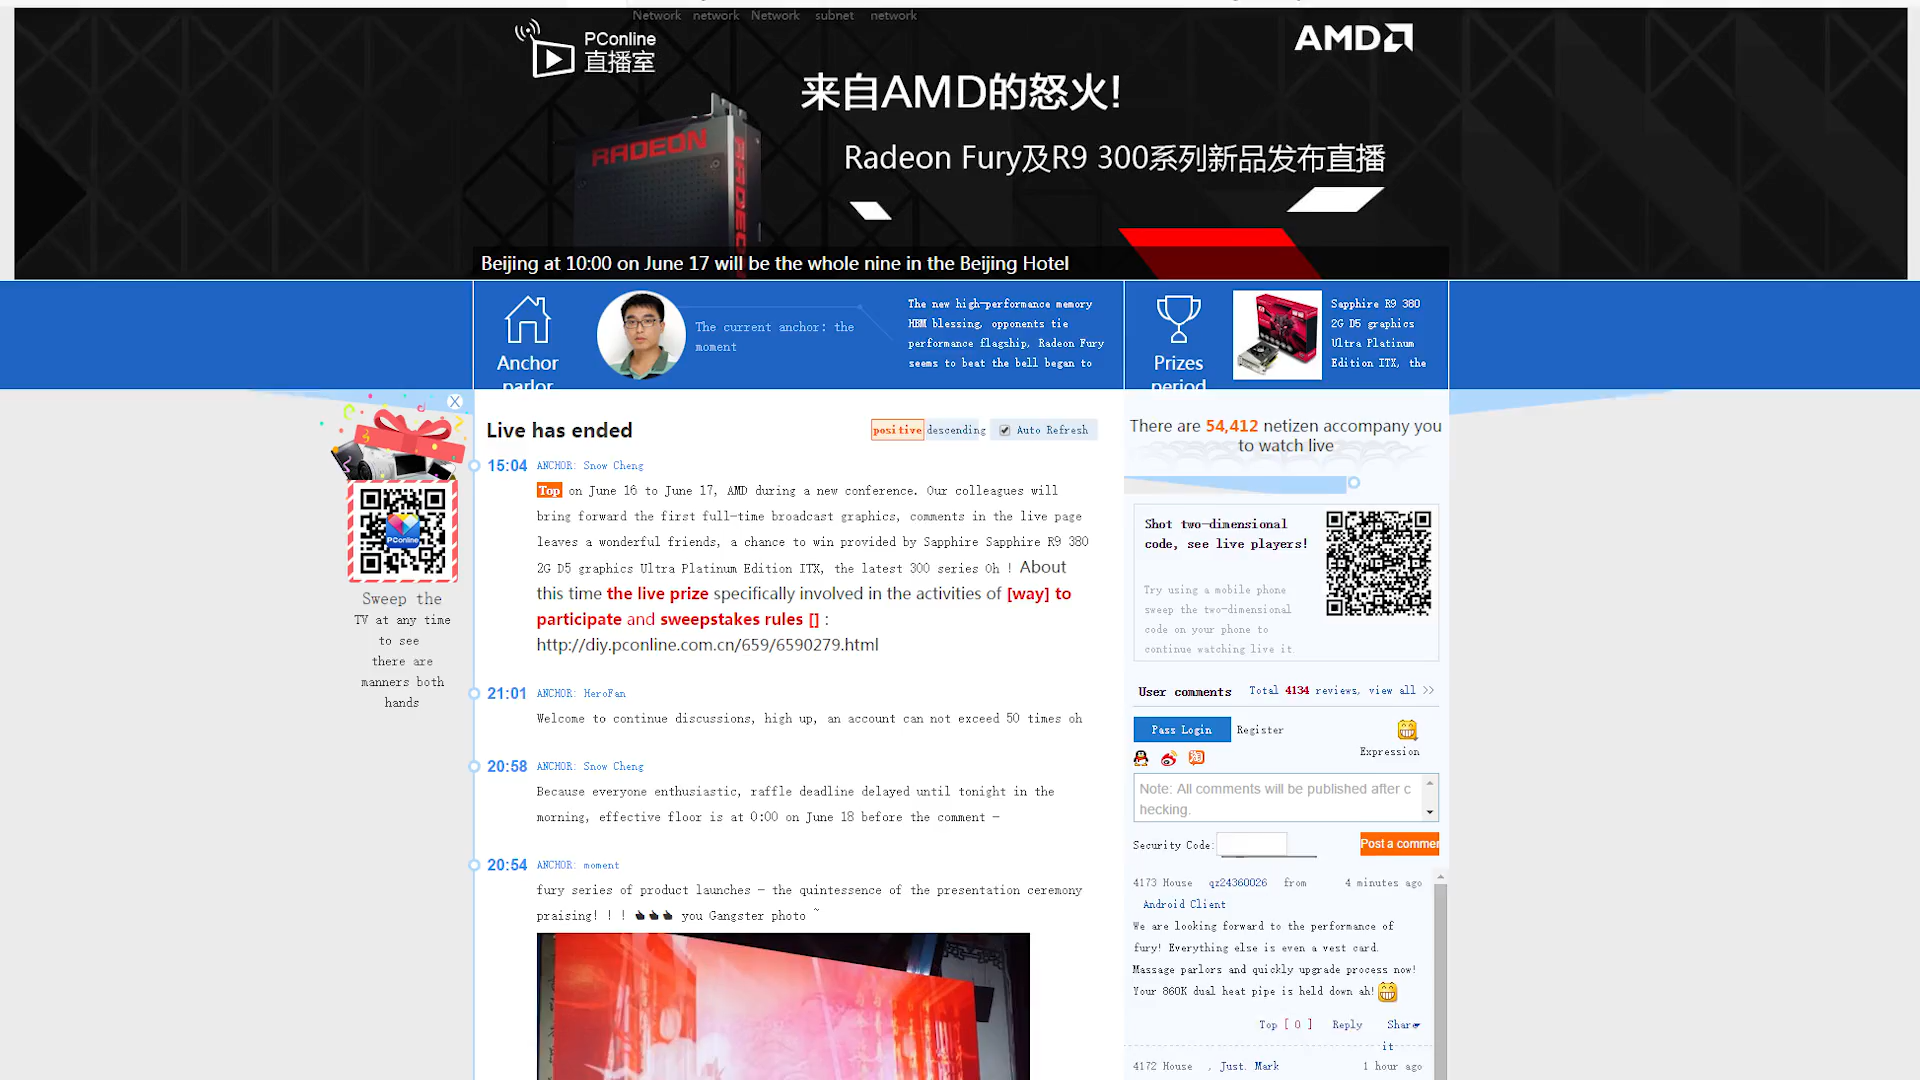 Network network Network subnet network
PConline
直播室
AMD
来自AMD的怒火!
Radeon Fury及R9 300系列新品发布直播
RADEON
RADEON
Beijing at 10:00 on June 17 will be the whole nine in the Beijing Hotel
Anchor
parlor
The current anchor: the
moment
The new high-performance memory
HBM blessing, opponents tie
performance flagship, Radeon Fury
seems to beat the bell began to
Prizes
period
Sapphire R9 380
2G D5 graphics
Ultra Platinum
Edition ITX, the
X
PConline
Sweep the
TV at any time
to see
there are
manners both
hands
Live has ended
positive descending Auto Refresh
15:04 ANCHOR: Snow Cheng
Top on June 16 to June 17, AMD during a new conference. Our colleagues will
bring forward the first full-time broadcast graphics, comments in the live page
leaves a wonderful friends, a chance to win provided by Sapphire Sapphire R9 380
2G D5 graphics Ultra Platinum Edition ITX, the latest 300 series Oh ! About
this time the live prize specifically involved in the activities of [way] to
participate and sweepstakes rules [] :
http://diy.pconline.com.cn/659/6590279.html
21:01 ANCHOR: HeroFan
Welcome to continue discussions, high up, an account can not exceed 50 times oh
20:58 ANCHOR: Snow Cheng
Because everyone enthusiastic, raffle deadline delayed until tonight in the
morning, effective floor is at 0:00 on June 18 before the comment -
20:54 ANCHOR: moment
fury series of product launches - the quintessence of the presentation ceremony
praising! ! ! you Gangster photo ~
There are 54,412 netizen accompany you
to watch live
Shot two-dimensional
code, see live players!
Try using a mobile phone
sweep the two-dimensional
code on your phone to
continue watching live it.
User comments Total 4134 reviews, view all >>
Pass Login Register
Expression
淘
Note: All comments will be published after c
hecking.
Security Code:
Post a commen
4173 House qz24360026 from 4 minutes ago
Android Client
We are looking forward to the performance of
fury! Everything else is even a vest card.
Massage parlors and quickly upgrade process now!
Your 860K dual heat pipe is held down ah!
Top [ 0 ] Reply Share
it
4172 House , Just. Mark 1 hour ago